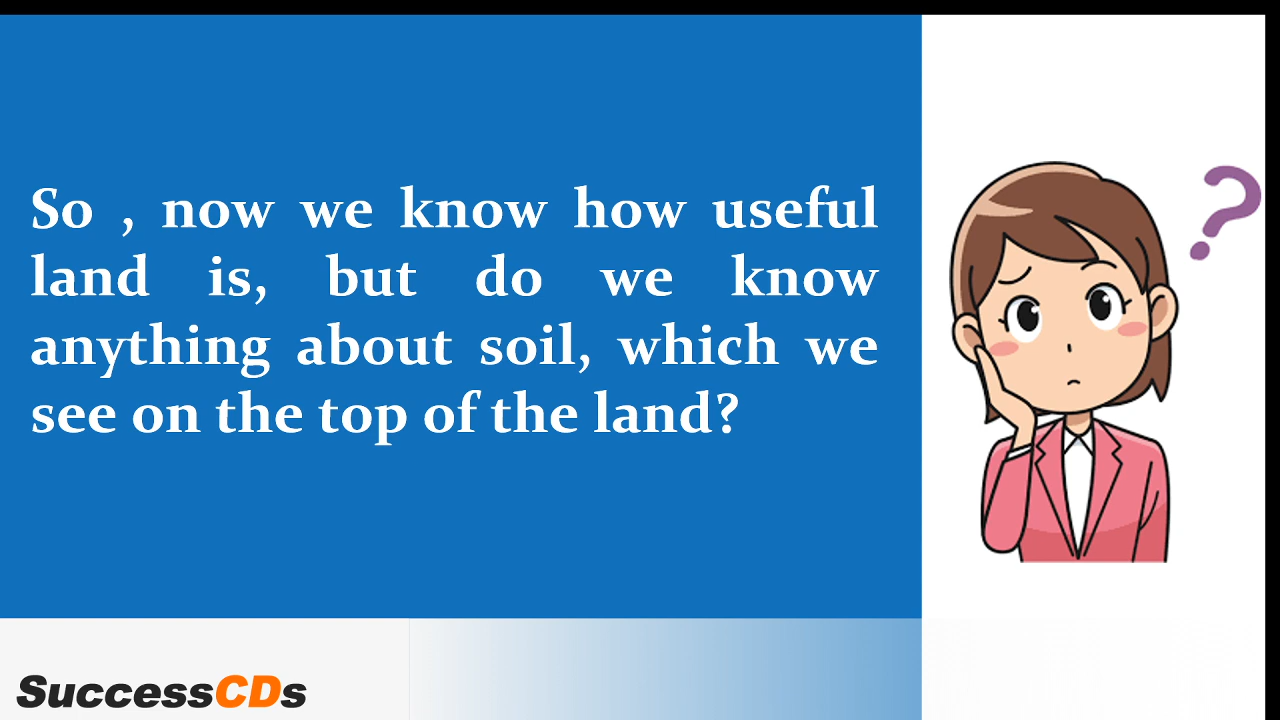 So , now we know how useful
land is, but do we know
anything about soil, which we
see on the top of the land?
?
SuccessCDs